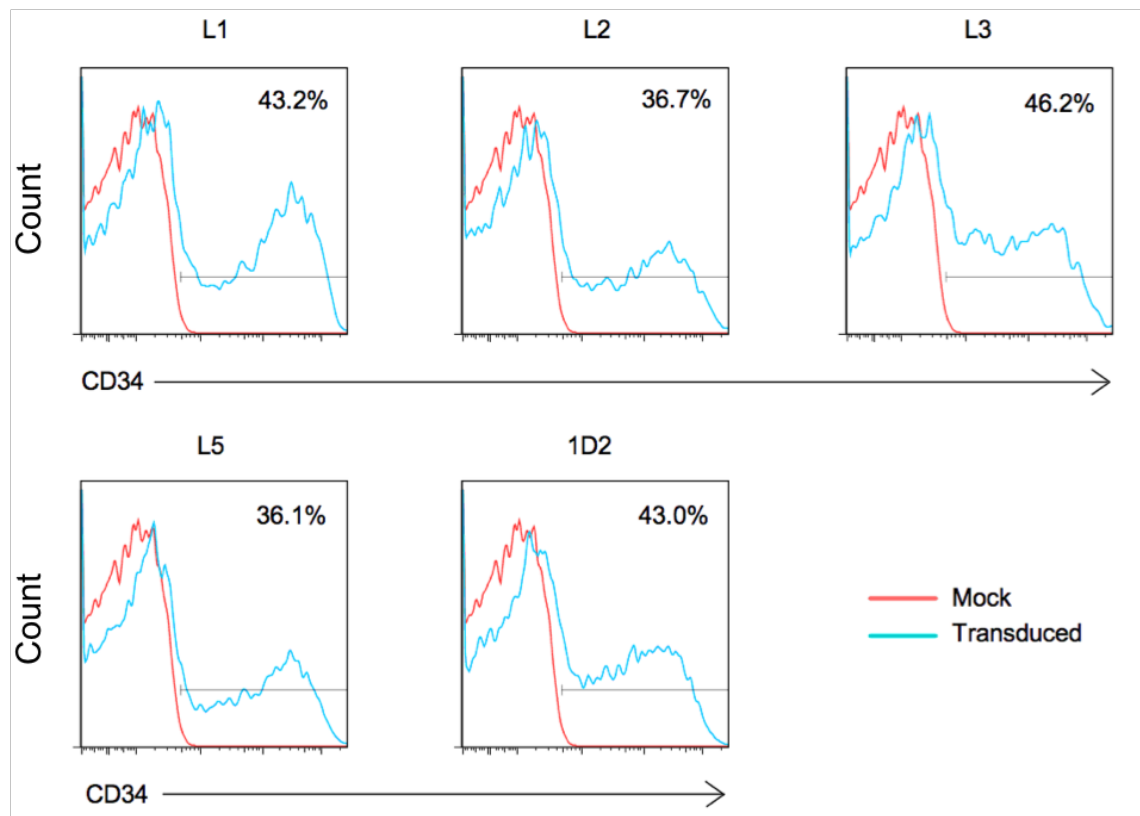 L1 L2 L3
43.2% 36.7% 46.2%
Count
CD34
L5 1D2
36.1% 43.0%
Count
Mock
Transduced
CD34